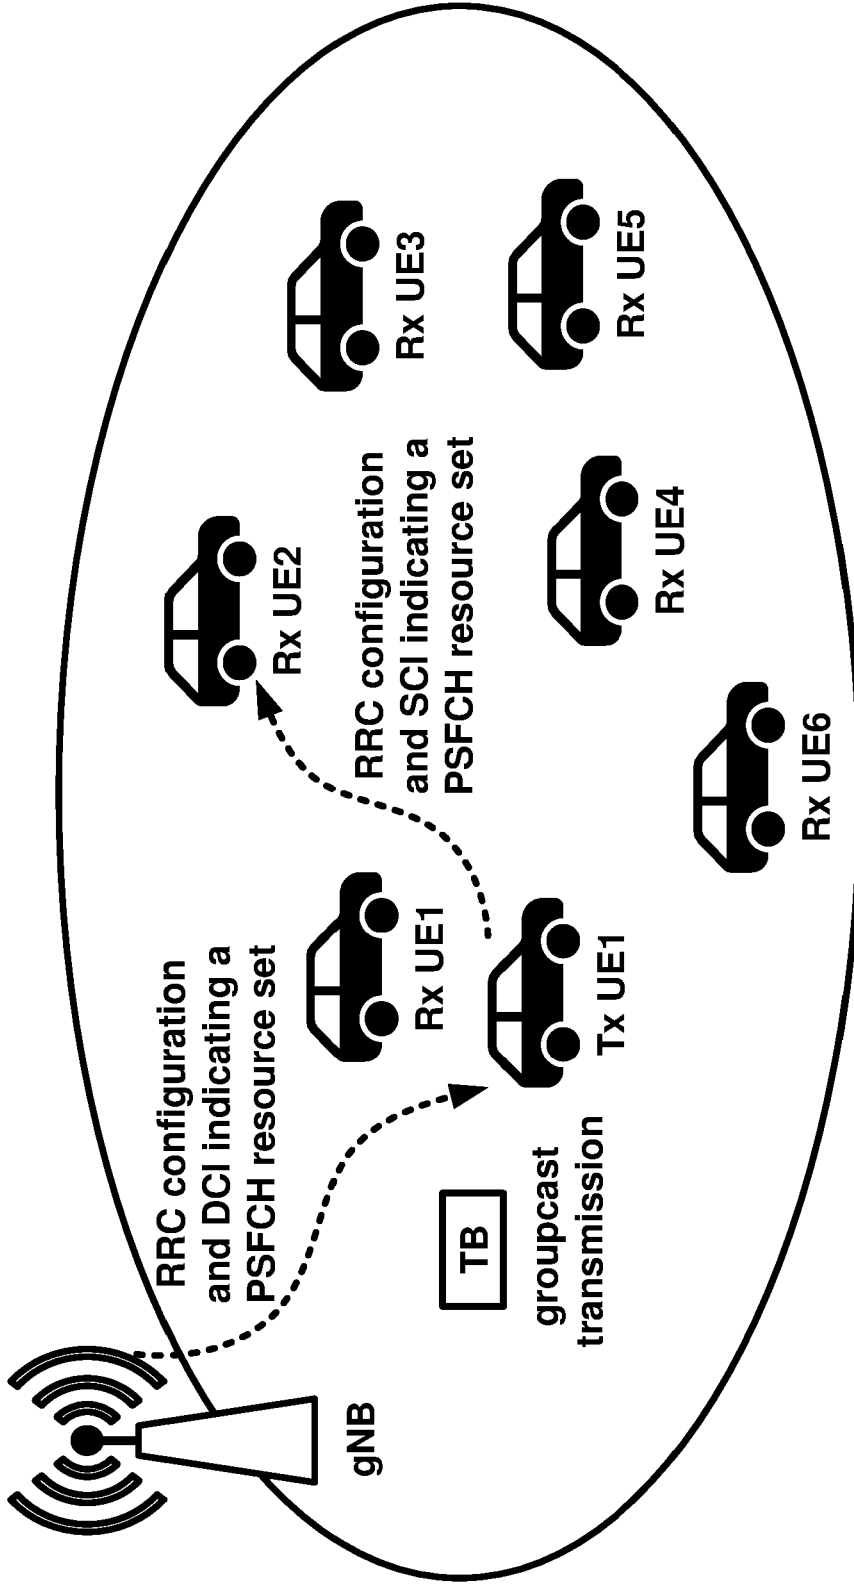 gNB
RRC configuration
and DCI indicating a
PSFCH resource set
TB
groupcast
transmission
Rx UE1
Tx UE1
RRC configuration
and SCI indicating a
PSFCH resource set
Rx UE2
Rx UE3
Rx UE4
Rx UE5
Rx UE6